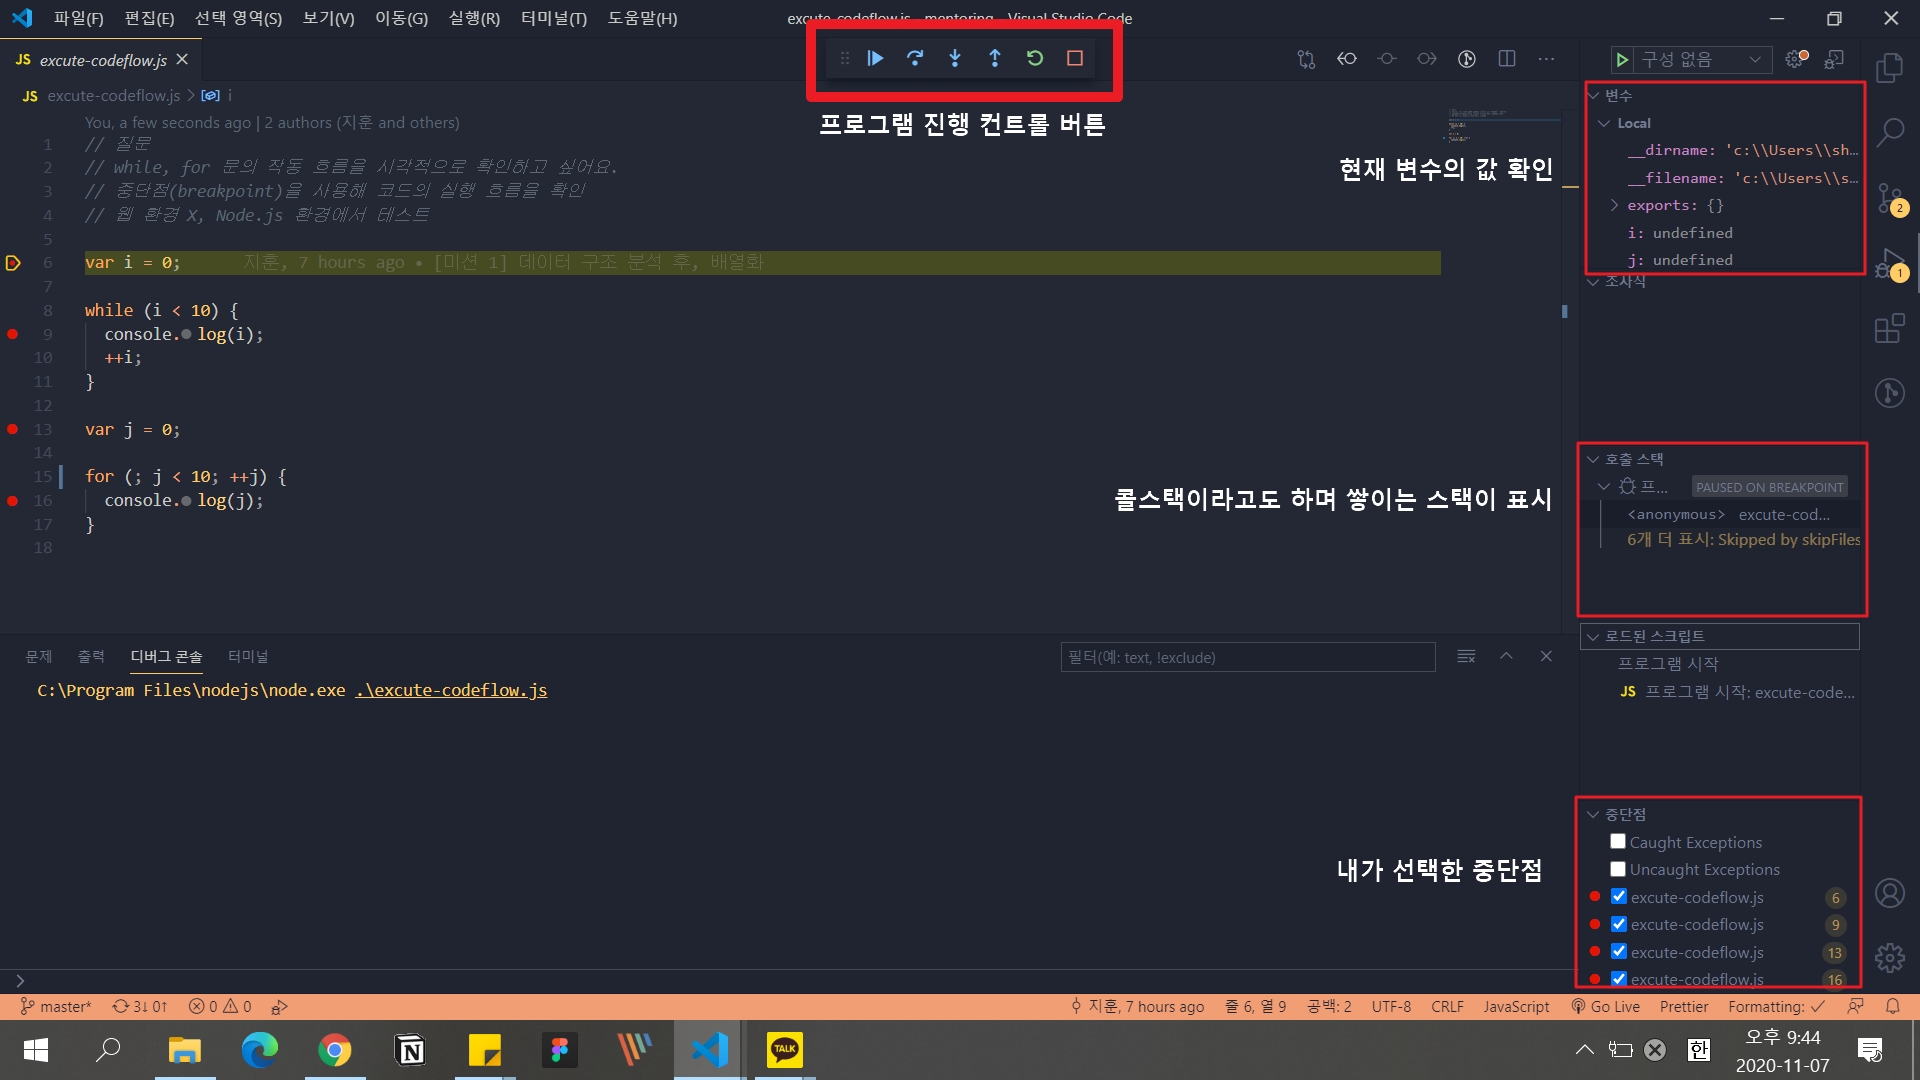 파일(F) 편집(E) 선택 영역(S) 보기(V) 이동(G) 실행(R) 터미널(T) 도움말(H)
excute-codeflow.js - mentoring - Visual Studio Code
JS excute-codeflow.js
구성 없음
JS excute-codeflow.js > i
프로그램 진행 컨트롤 버튼
You, a few seconds ago | 2 authors (지훈 and others)
1 // 질문
2 // while, for 문의 작동 흐름을 시각적으로 확인하고 싶어요.
3 // 중단점(breakpoint)을 사용해 코드의 실행 흐름을 확인
4 // 웹 환경 X, Node.js 환경에서 테스트
5
6 var i = 0; 지훈, 7 hours ago • [미션 1] 데이터 구조 분석 후, 배열화
7
8 while (i < 10) {
9 console.log(i);
10 ++i;
11 }
12
13 var j = 0;
14
15 for (; j < 10; ++j) {
16 console.log(j);
17 }
18
현재 변수의 값 확인
변수
Local
__dirname: 'c:\\Users\\sh…
__filename: 'c:\\Users\\s…
exports: {}
i: undefined
j: undefined
조사식
2
1
콜스택이라고도 하며 쌓이는 스택이 표시
호출 스택
프... PAUSED ON BREAKPOINT
<anonymous> excute-cod...
6개 더 표시: Skipped by skipFiles
로드된 스크립트
프로그램 시작
JS 프로그램 시작: excute-code...
내가 선택한 중단점
중단점
Caught Exceptions
Uncaught Exceptions
excute-codeflow.js 6
excute-codeflow.js 9
excute-codeflow.js 13
excute-codeflow.js 16
문제 출력 디버그 콘솔 터미널
필터(예: text, !exclude)
C:\Program Files\nodejs\node.exe .\excute-codeflow.js
master* 3↓ 0↑ 0 0
지훈, 7 hours ago 줄 6, 열 9 공백: 2 UTF-8 CRLF JavaScript Go Live Prettier Formatting: ✓
N
TALK
한
오후 9:44
2020-11-07